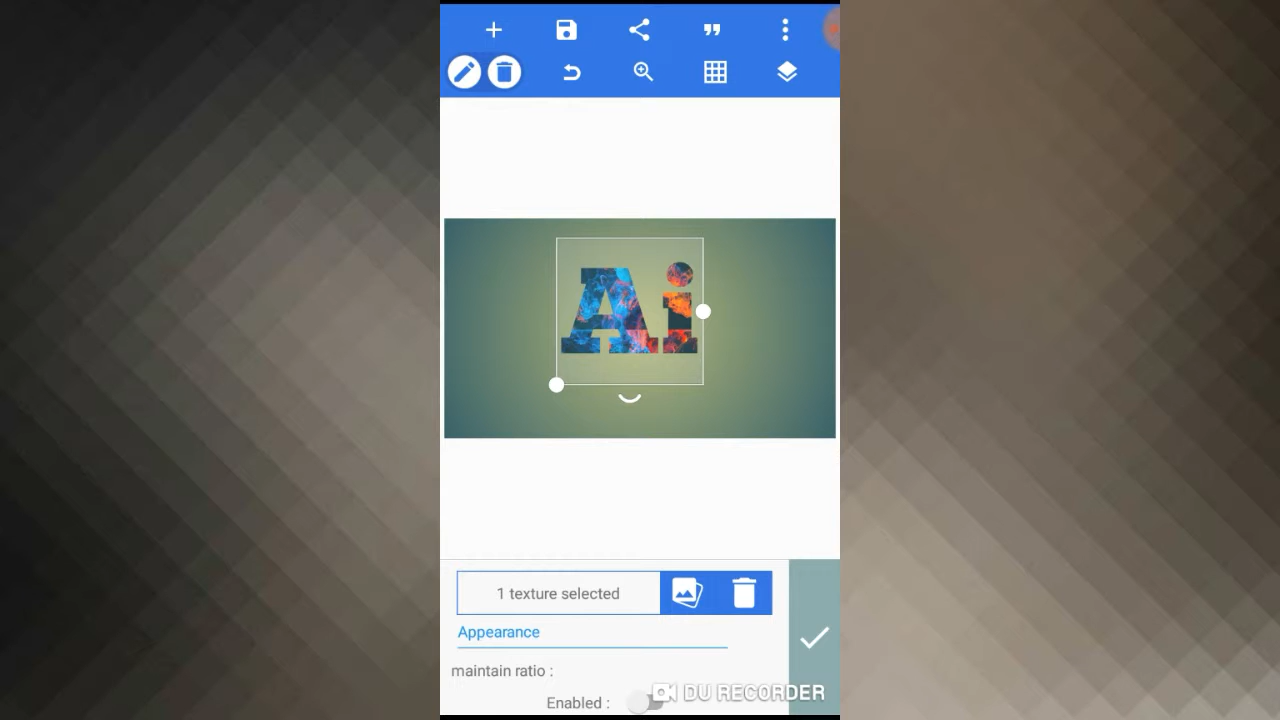 Ai
1 texture selected
Appearance
maintain ratio :
Enabled :
DU RECORDER